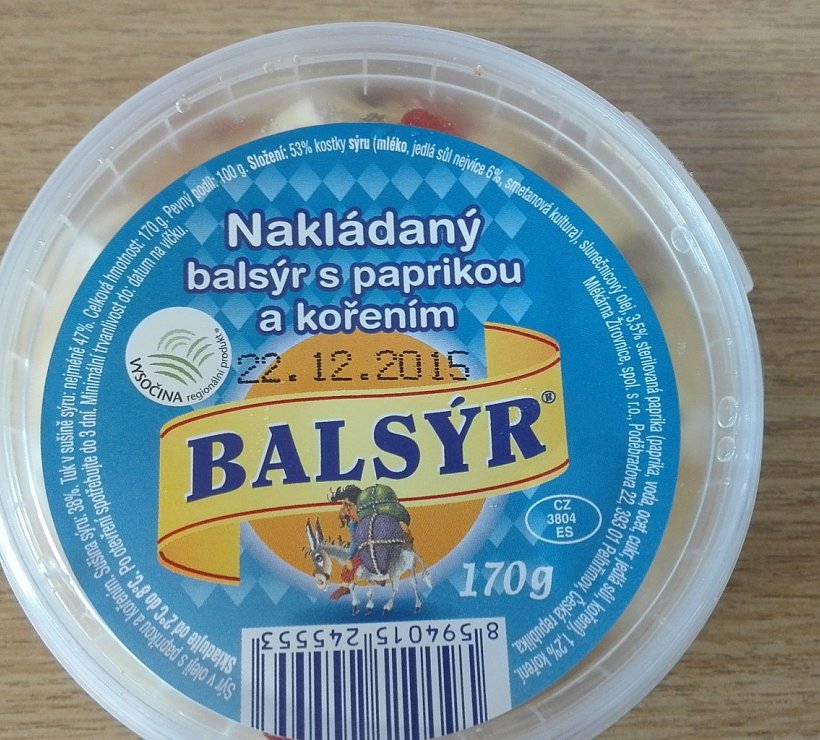 Sýr v oleji s paprikou a kořením. Sušina sýru: 38%. Tuk v sušině sýru: nejméně 47%. Celková hmotnost: 170 g. Pevný podíl: 100 g. Složení: 53% kostky sýru (mléko, jedlá sůl nejvíce 6%, smetanová kultura), slunečnicový olej, 3,5% sterilovaná paprika (paprika, voda, ocet, cukr, jedlá sůl, koření), 1,2% koření.
Skladujte od 2°C do 8°C. Po otevření spotřebujte do 3 dní. Minimální trvanlivost do: datum na víčku.
Mlékárna Žirovnice, spol. s r.o., Poděbradova 22, 393 01 Pelhřimov, Česká republika.
Nakládaný
balsýr s paprikou
a kořením
22.12.2015
VYSOČINA regionální produkt®
BALSÝR®
CZ
3804
ES
170g
8 594015 245553